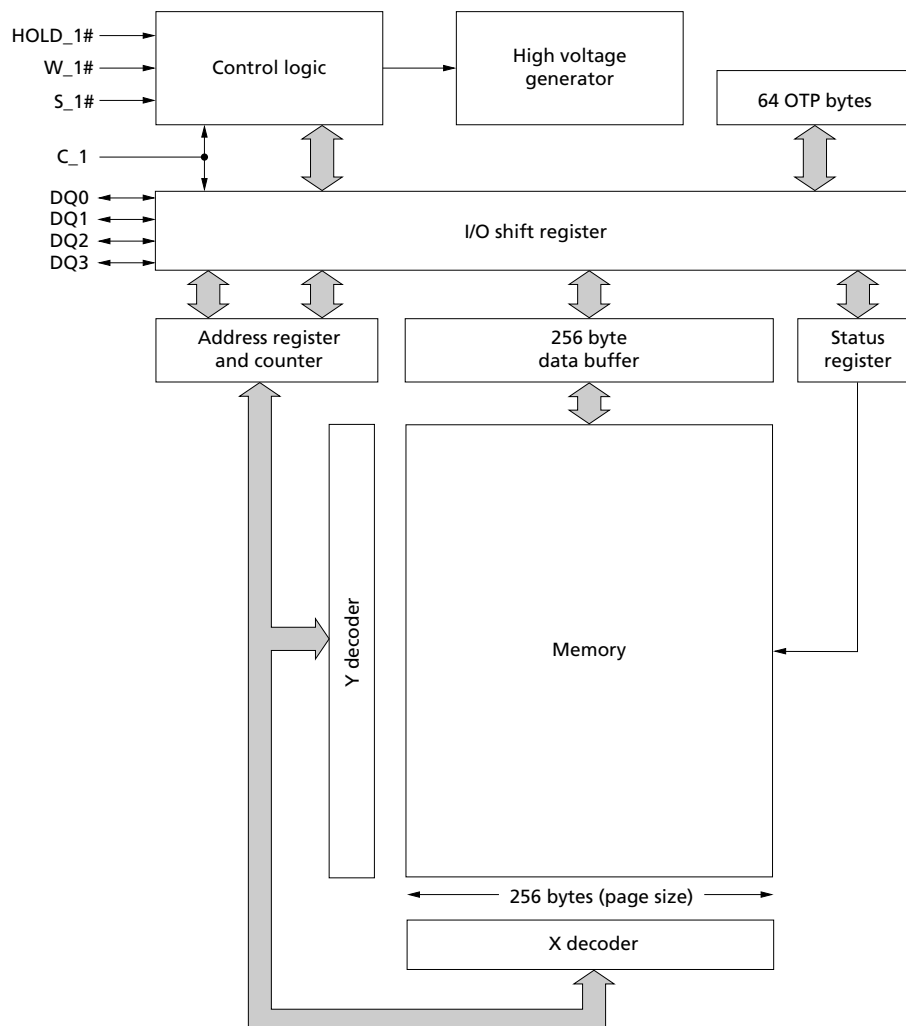 HOLD_1#
W_1#
S_1#
Control logic
High voltage
generator
64 OTP bytes
C_1
DQ0
DQ1
DQ2
DQ3
I/O shift register
Address register
and counter
256 byte
data buffer
Status
register
Y decoder
Memory
256 bytes (page size)
X decoder